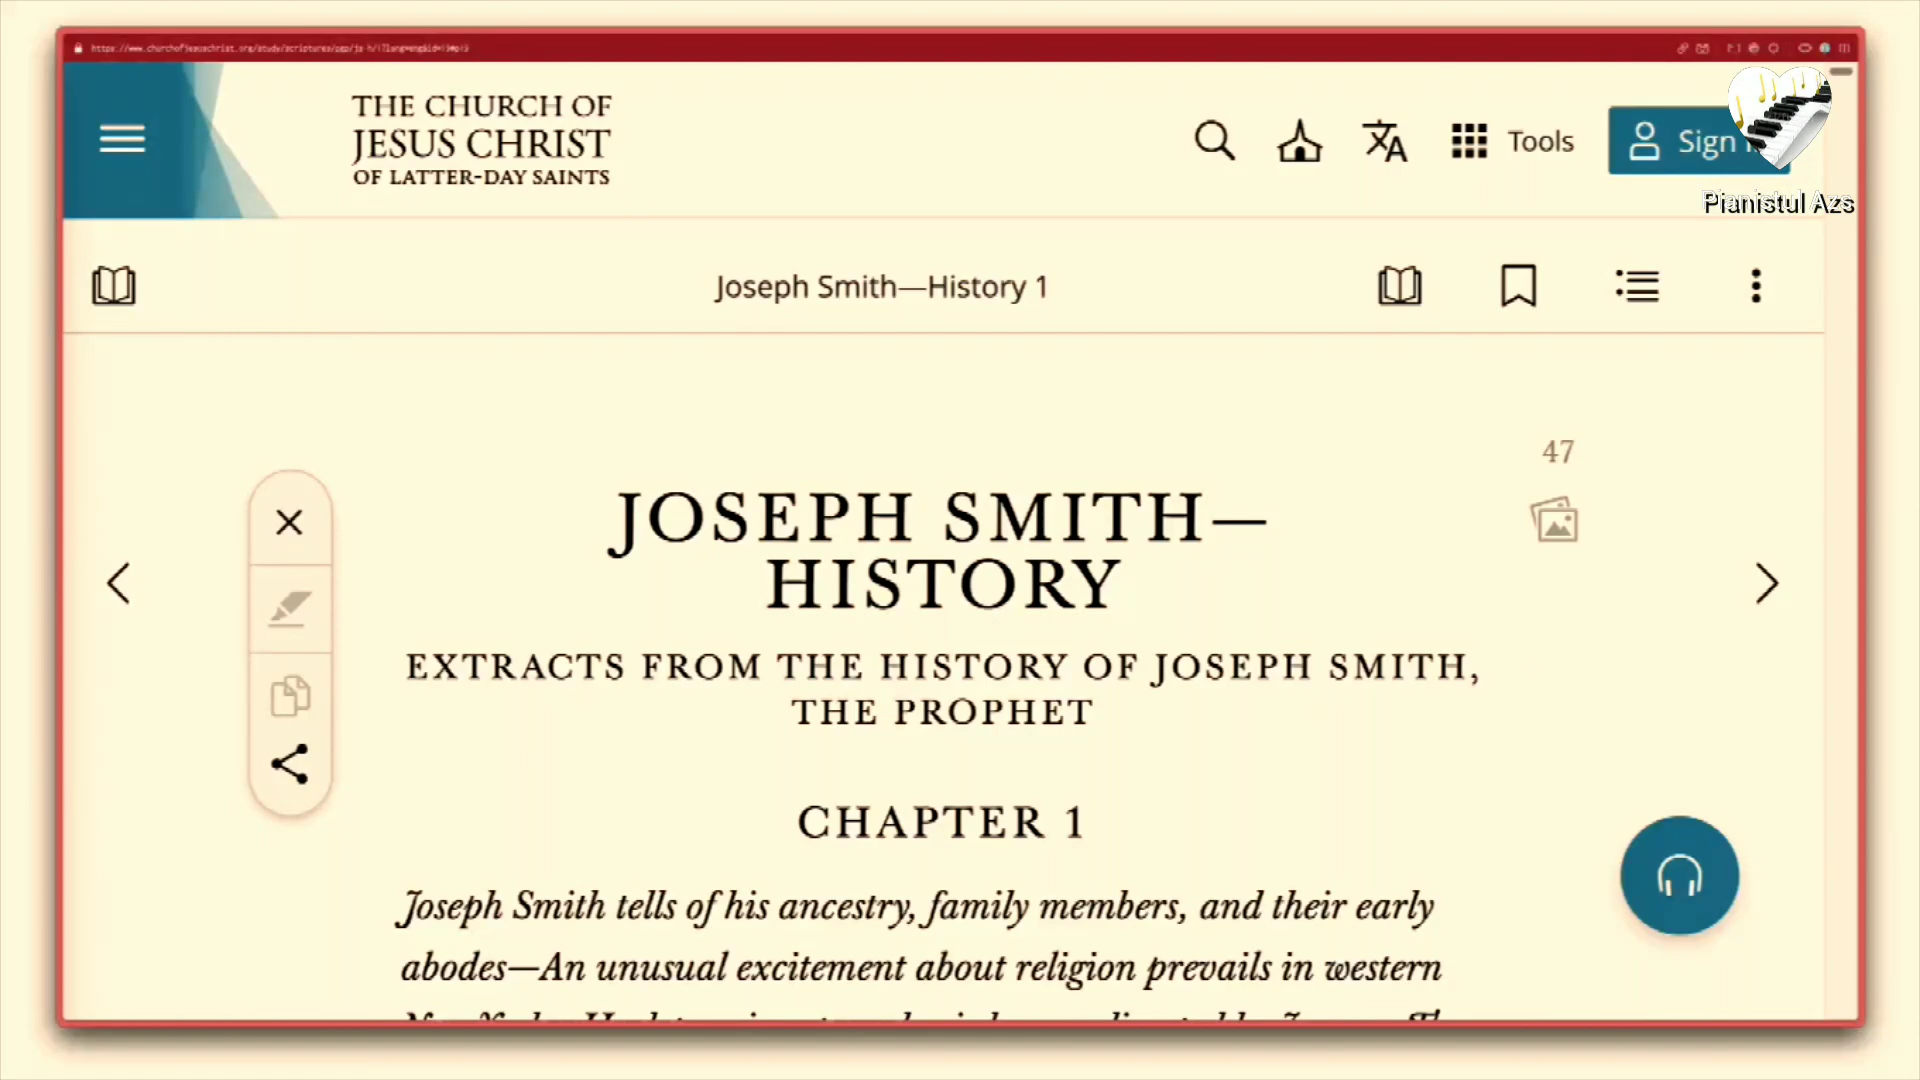 THE CHURCH OF
JESUS CHRIST
OF LATTER-DAY SAINTS
Tools
Sign
Pianistul Azs
Joseph Smith—History 1
47
JOSEPH SMITH—
HISTORY
EXTRACTS FROM THE HISTORY OF JOSEPH SMITH,
THE PROPHET
CHAPTER 1
Joseph Smith tells of his ancestry, family members, and their early
abodes—An unusual excitement about religion prevails in western